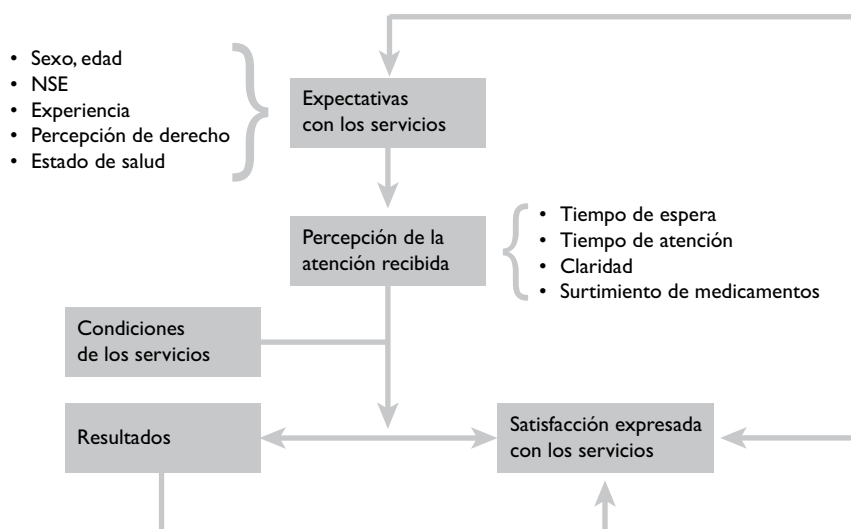 • Sexo, edad
• NSE
• Experiencia
• Percepción de derecho
• Estado de salud
Expectativas
con los servicios
Percepción de la
atención recibida
• Tiempo de espera
• Tiempo de atención
• Claridad
• Surtimiento de medicamentos
Condiciones
de los servicios
Resultados
Satisfacción expresada
con los servicios